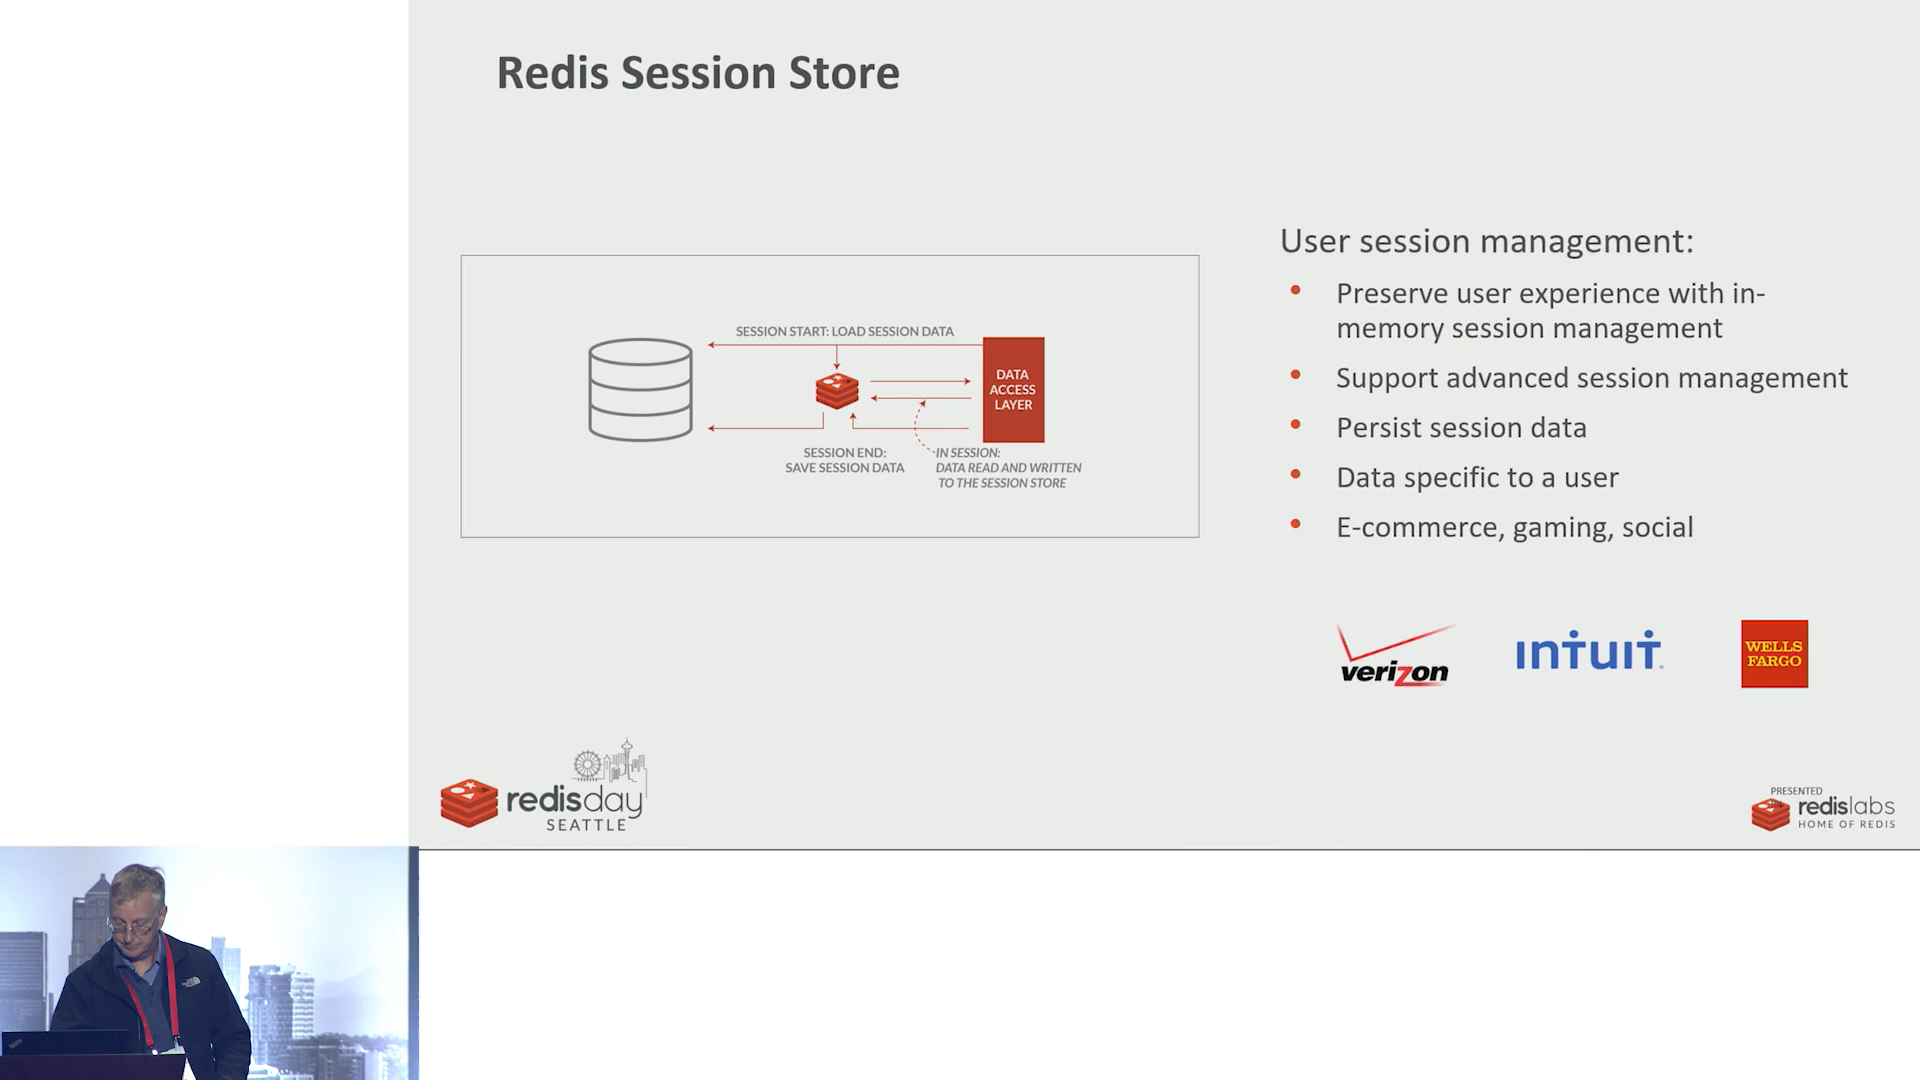 Redis Session Store
SESSION START: LOAD SESSION DATA
DATA
ACCESS
LAYER
SESSION END:
SAVE SESSION DATA
IN SESSION:
DATA READ AND WRITTEN
TO THE SESSION STORE
User session management:
• Preserve user experience with in-
memory session management
• Support advanced session management
• Persist session data
• Data specific to a user
• E-commerce, gaming, social
verizon
intuit
WELLS
FARGO
redisday
SEATTLE
PRESENTED
redislabs
HOME OF REDIS